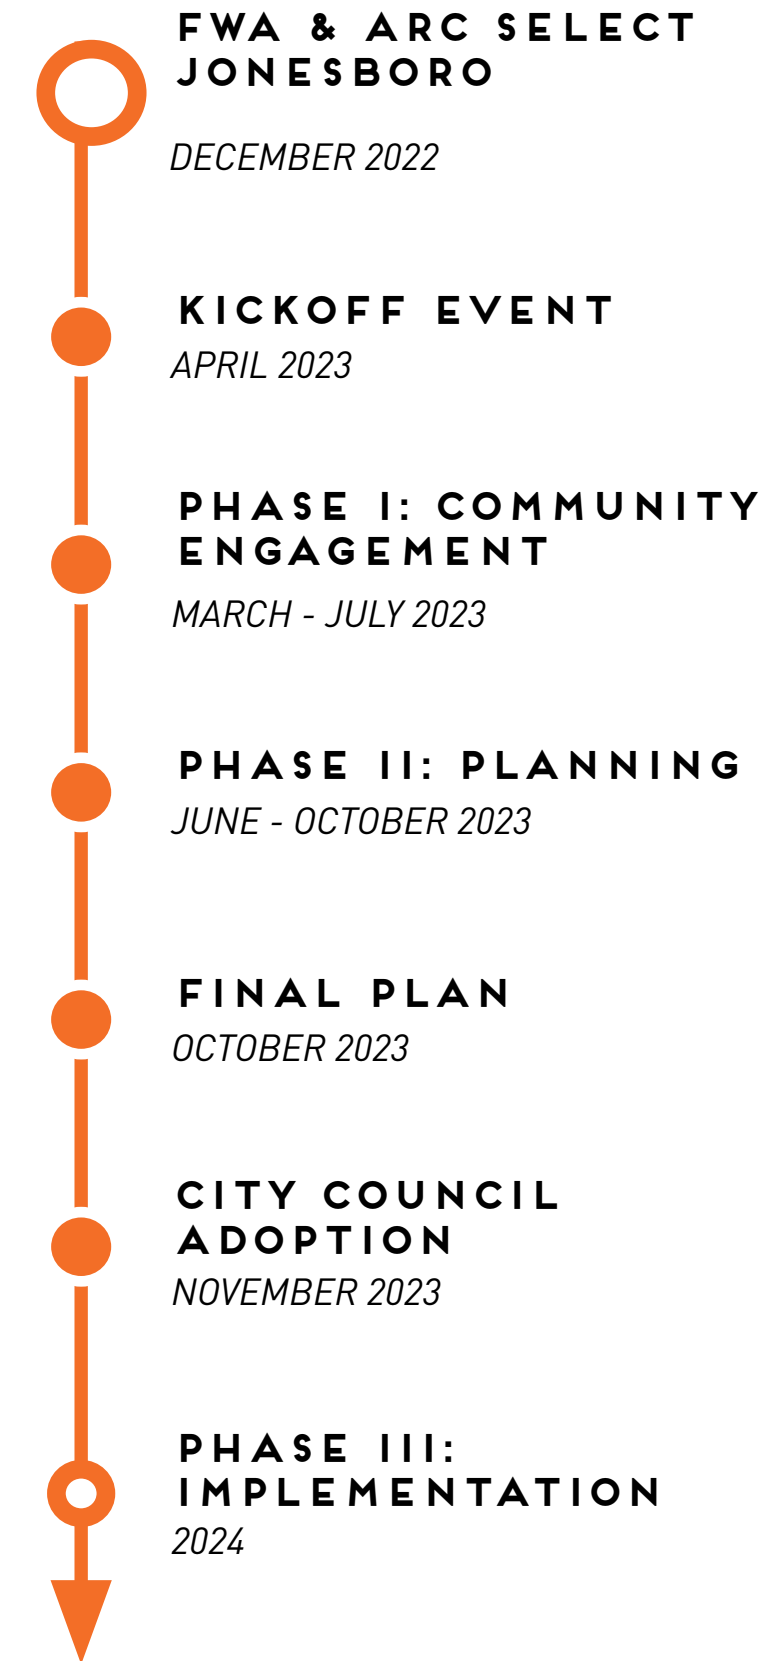 FWA & ARC SELECT
JONESBORO
DECEMBER 2022
KICKOFF EVENT
APRIL 2023
PHASE I: COMMUNITY
ENGAGEMENT
MARCH - JULY 2023
PHASE II: PLANNING
JUNE - OCTOBER 2023
FINAL PLAN
OCTOBER 2023
CITY COUNCIL
ADOPTION
NOVEMBER 2023
PHASE III:
IMPLEMENTATION
2024